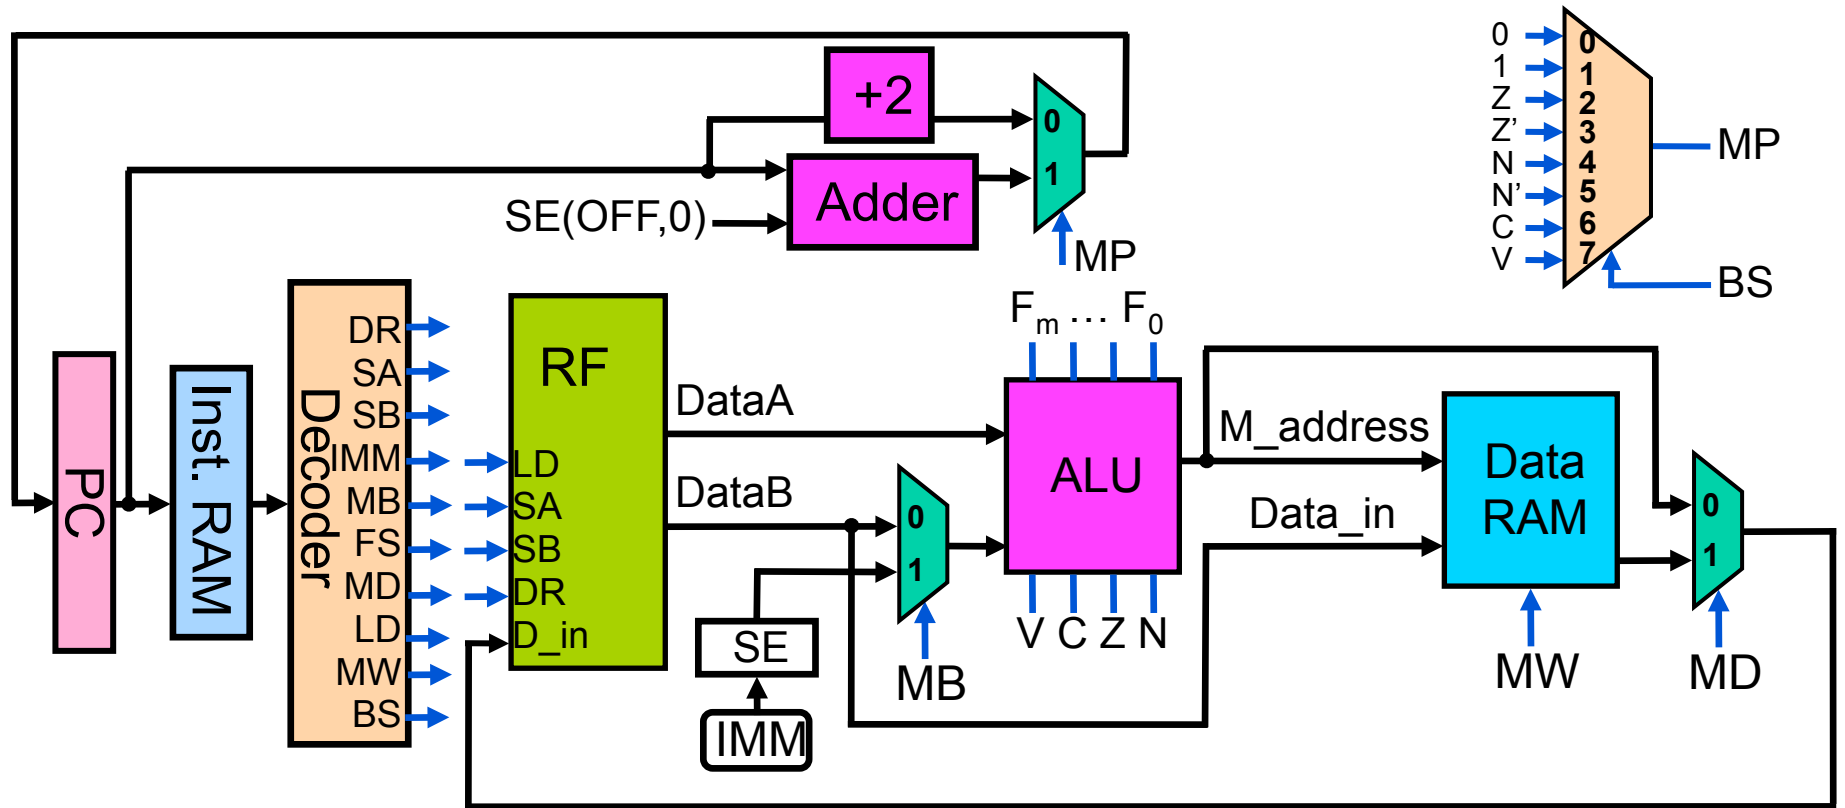 +2
0
1
Adder
SE(OFF,0)
MP
0
1
Z
Z’
N
N’
C
V
0
1
2
3
4
5
6
7
MP
BS
PC
Inst. RAM
Decoder
DR
SA
SB
IMM
MB
FS
MD
LD
MW
BS
RF
LD
SA
SB
DR
D_in
DataA
DataB
0
1
MB
SE
IMM
Fm … F0
ALU
V C Z N
M_address
Data_in
Data
RAM
MW
0
1
MD